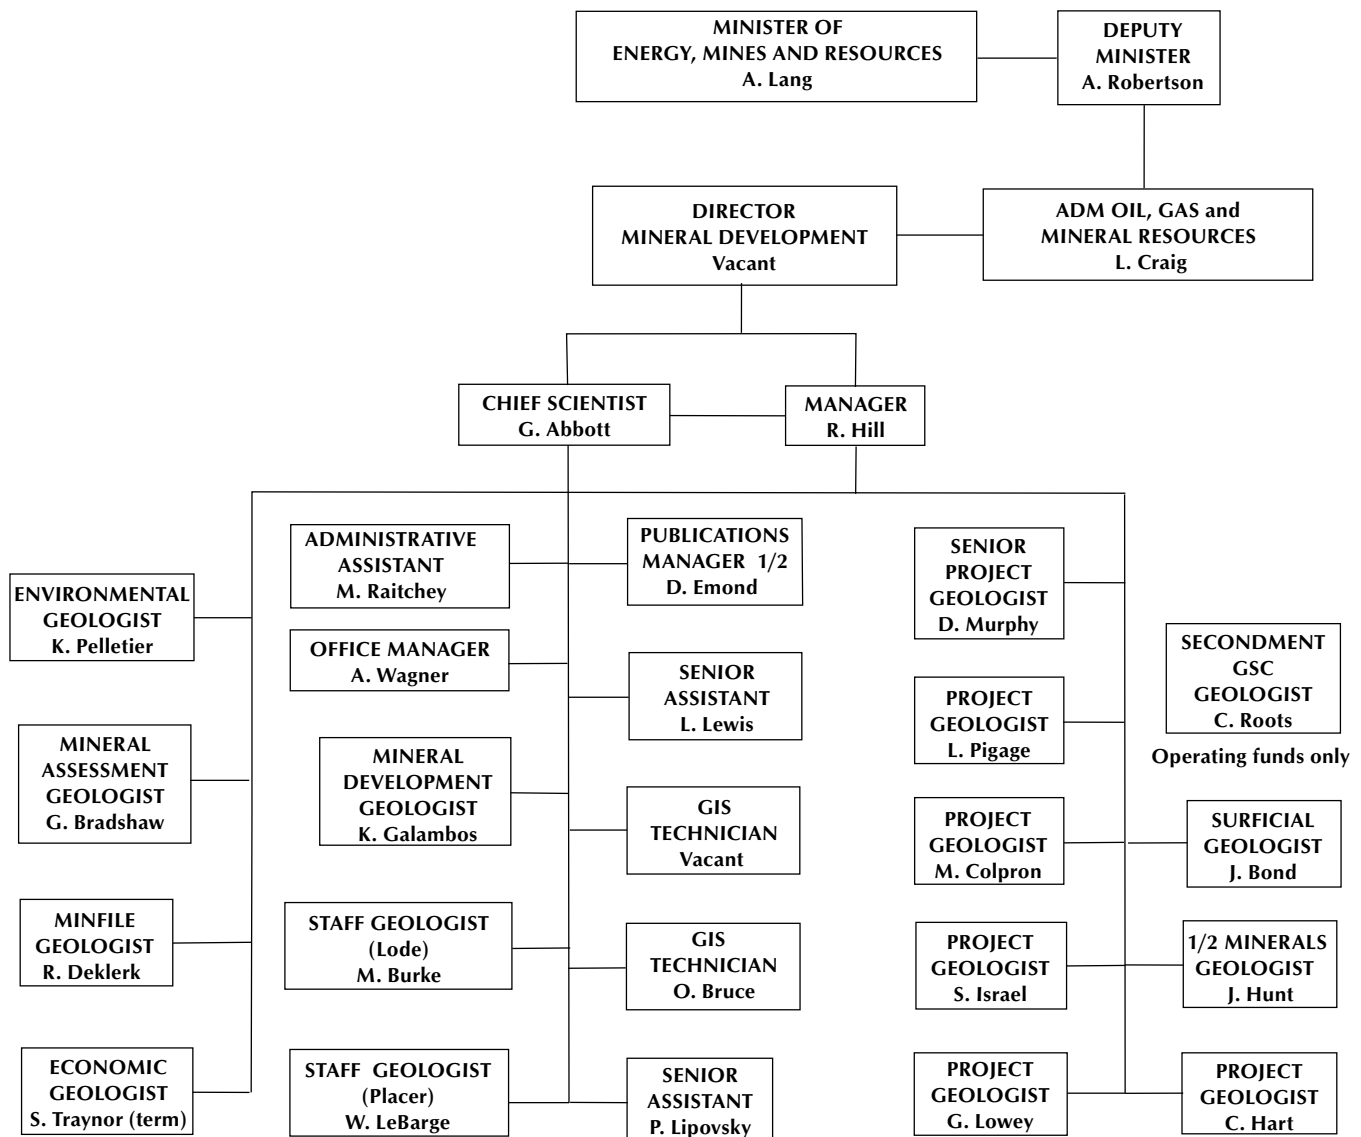 MINISTER OF
ENERGY, MINES AND RESOURCES
A. Lang
DEPUTY
MINISTER
A. Robertson
DIRECTOR
MINERAL DEVELOPMENT
Vacant
ADM OIL, GAS and
MINERAL RESOURCES
L. Craig
CHIEF SCIENTIST
G. Abbott
MANAGER
R. Hill
ENVIRONMENTAL
GEOLOGIST
K. Pelletier
MINERAL
ASSESSMENT
GEOLOGIST
G. Bradshaw
MINFILE
GEOLOGIST
R. Deklerk
ECONOMIC
GEOLOGIST
S. Traynor (term)
ADMINISTRATIVE
ASSISTANT
M. Raitchey
OFFICE MANAGER
A. Wagner
MINERAL
DEVELOPMENT
GEOLOGIST
K. Galambos
STAFF GEOLOGIST
(Lode)
M. Burke
STAFF GEOLOGIST
(Placer)
W. LeBarge
PUBLICATIONS
MANAGER 1/2
D. Emond
SENIOR
ASSISTANT
L. Lewis
GIS
TECHNICIAN
Vacant
GIS
TECHNICIAN
O. Bruce
SENIOR
ASSISTANT
P. Lipovsky
SENIOR
PROJECT
GEOLOGIST
D. Murphy
PROJECT
GEOLOGIST
L. Pigage
PROJECT
GEOLOGIST
M. Colpron
PROJECT
GEOLOGIST
S. Israel
PROJECT
GEOLOGIST
G. Lowey
SECONDMENT
GSC
GEOLOGIST
C. Roots
Operating funds only
SURFICIAL
GEOLOGIST
J. Bond
1/2 MINERALS
GEOLOGIST
J. Hunt
PROJECT
GEOLOGIST
C. Hart